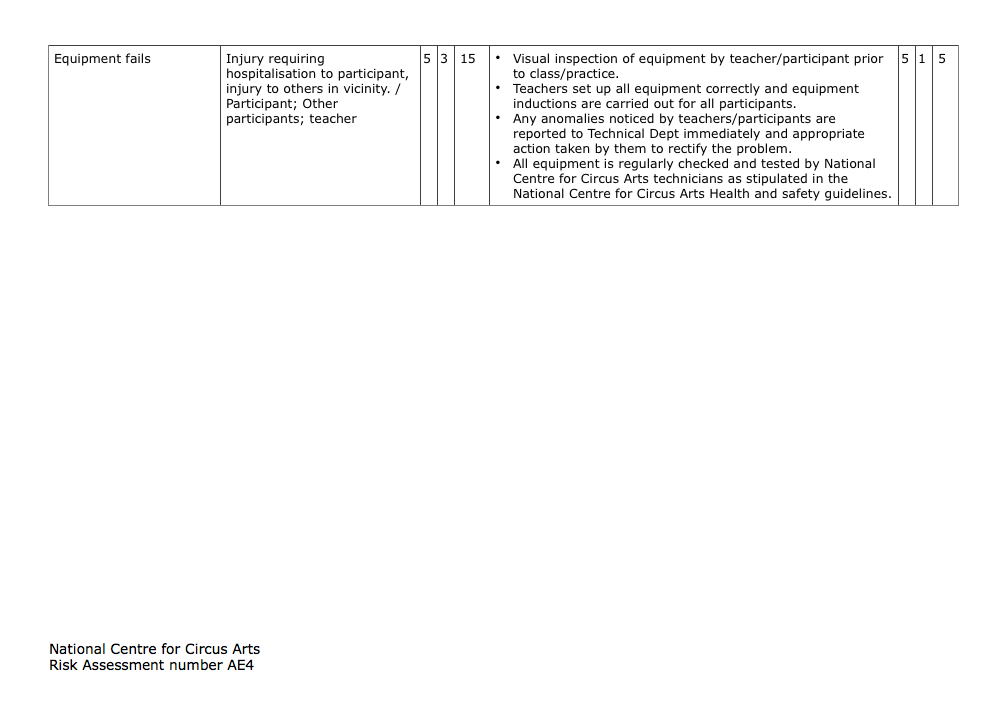 Equipment fails
Injury requiring
hospitalisation to participant,
injury to others in vicinity. /
Participant; Other
participants; teacher
5
3
15
• Visual inspection of equipment by teacher/participant prior
to class/practice.
• Teachers set up all equipment correctly and equipment
inductions are carried out for all participants.
• Any anomalies noticed by teachers/participants are
reported to Technical Dept immediately and appropriate
action taken by them to rectify the problem.
• All equipment is regularly checked and tested by National
Centre for Circus Arts technicians as stipulated in the
National Centre for Circus Arts Health and safety guidelines.
5
1
5
National Centre for Circus Arts
Risk Assessment number AE4